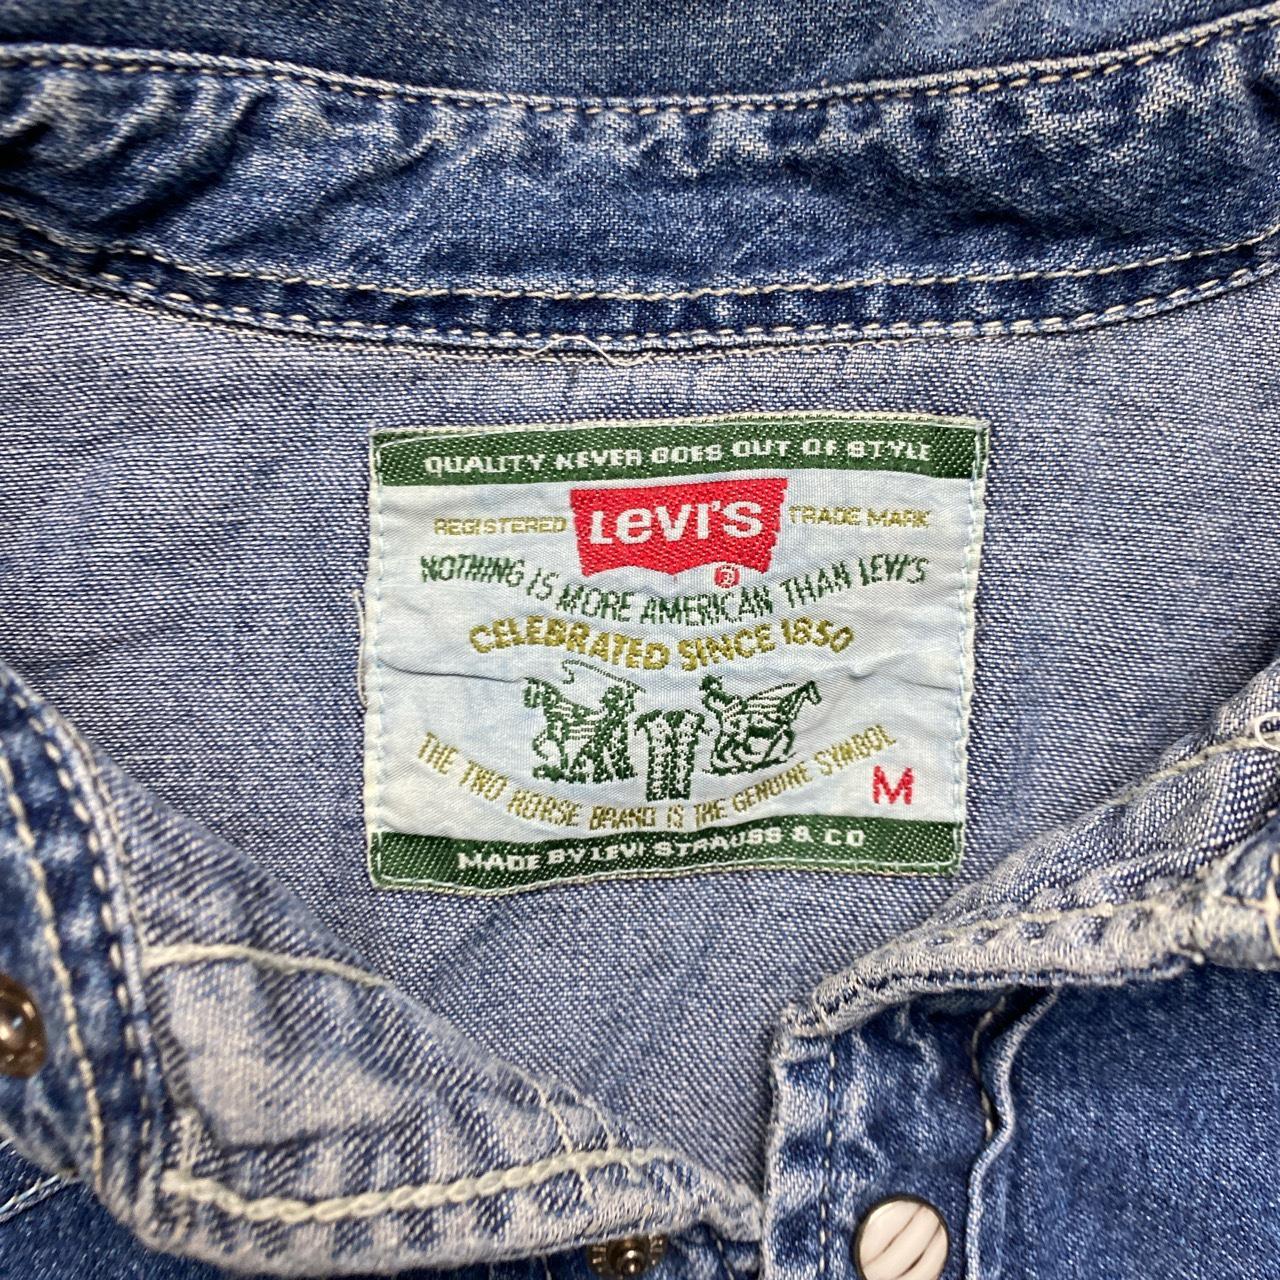 QUALITY NEVER GOES OUT OF STYLE
REGISTERED LEVI'S TRADE MARK
®
NOTHING IS MORE AMERICAN THAN LEVI'S
CELEBRATED SINCE 1850
THE TWO HORSE BRAND IS THE GENUINE SYMBOL
M
MADE BY LEVI STRAUSS & CO